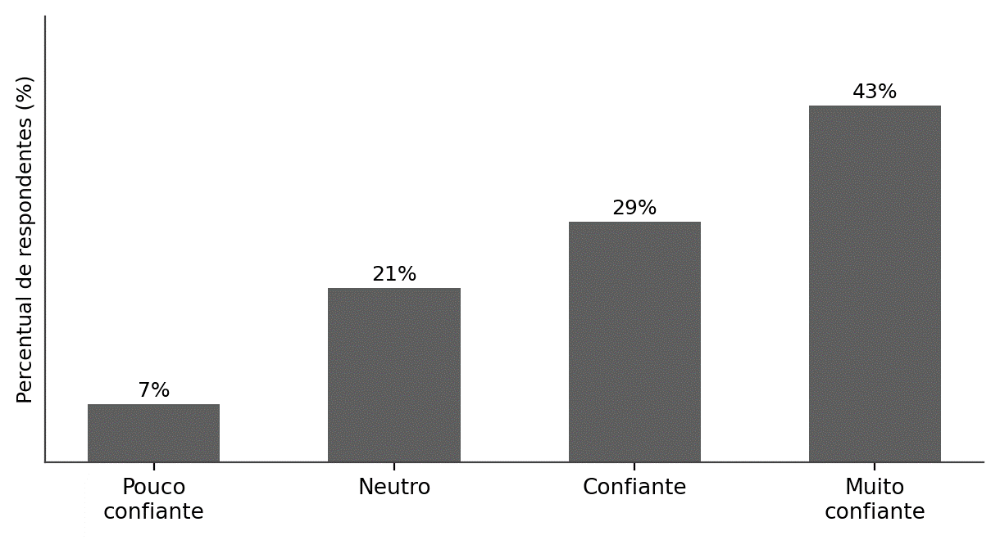 Percentual de respondentes (%)
7%
21%
29%
43%
Pouco
confiante
Neutro
Confiante
Muito
confiante